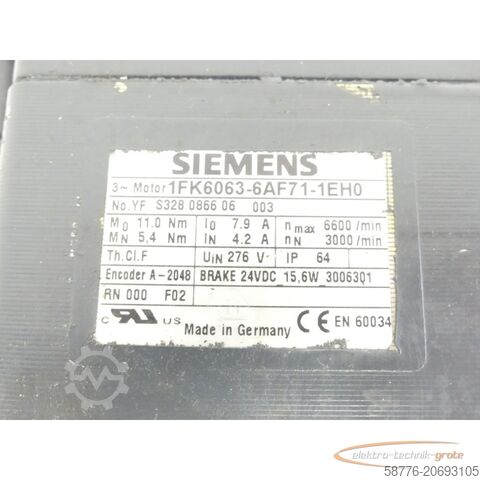 SIEMENS
3~ Motor 1FK6063-6AF71-1EH0
No.YF S328 0866 06 003
M0 11.0 Nm I0 7.9 A nmax 6600 /min
MN 5,4 Nm IN 4.2 A nN 3000 /min
Th.Cl.F UIN 276 V IP 64
Encoder A-2048 BRAKE 24VDC 15,6W 3006301
RN 000 F02
c RU US Made in Germany CE EN 60034
elektro-technik-grote
58776-20693105